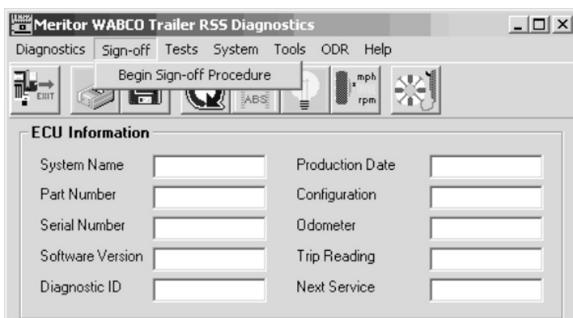 Meritor WABCO Trailer RSS Diagnostics
Diagnostics Sign-off Tests System Tools ODR Help
Begin Sign-off Procedure
EXIT ABS mph
rpm
ECU Information
System Name Production Date
Part Number Configuration
Serial Number Odometer
Software Version Trip Reading
Diagnostic ID Next Service